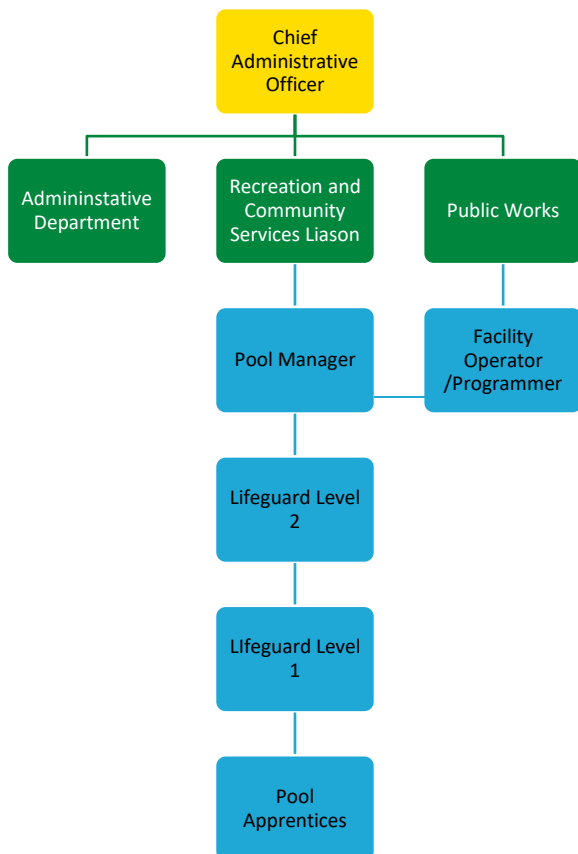 Chief
Administrative
Officer
Admininstative
Department
Recreation and
Community
Services Liason
Public Works
Pool Manager
Facility
Operator
/Programmer
Lifeguard Level
2
LIfeguard Level
1
Pool
Apprentices